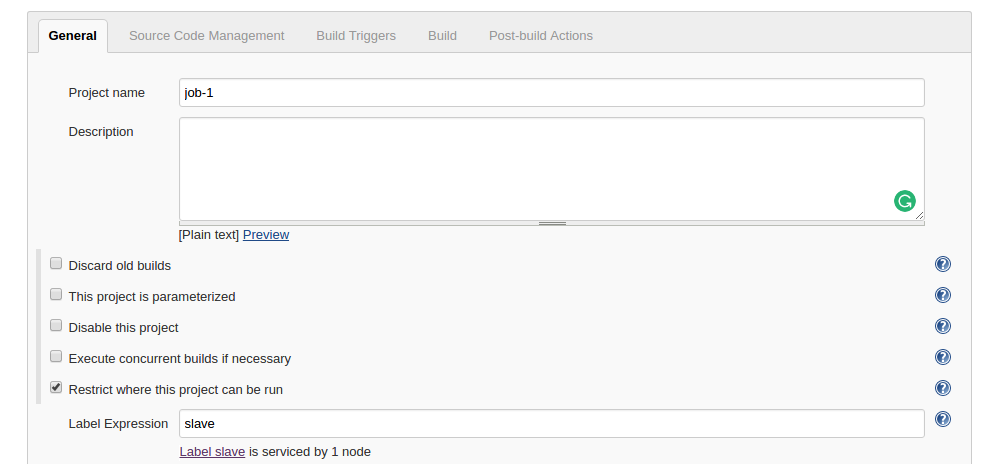 General Source Code Management Build Triggers Build Post-build Actions
Project name job-1
Description
[Plain text] Preview
Discard old builds
This project is parameterized
Disable this project
Execute concurrent builds if necessary
Restrict where this project can be run
Label Expression slave
Label slave is serviced by 1 node